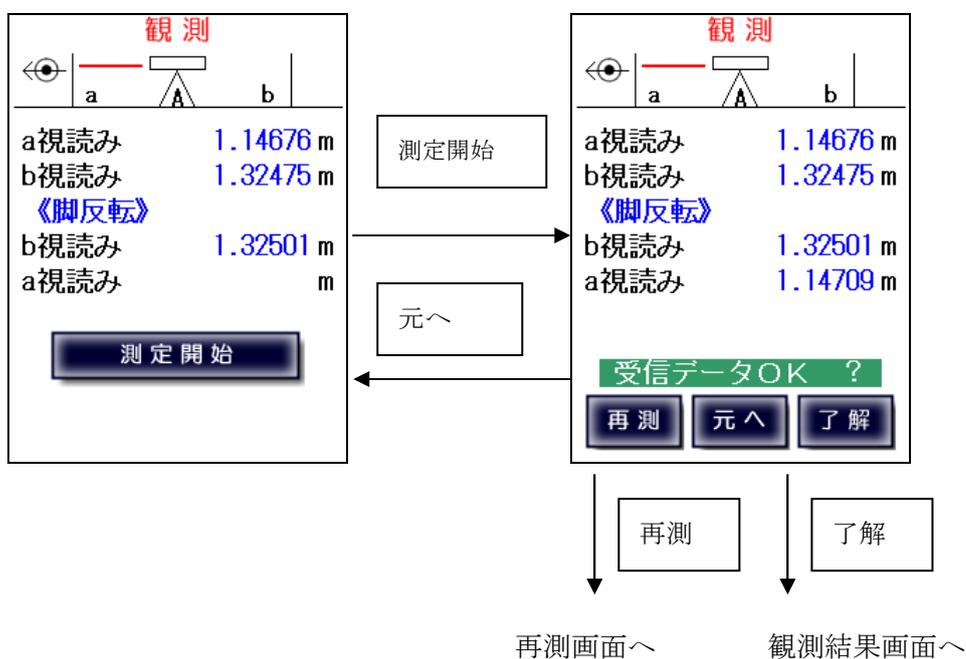 観 測
a
A
b
a視読み 1.14676 m
b視読み 1.32475 m
《脚反転》
b視読み 1.32501 m
a視読み m
測定開始
測定開始
元へ
観 測
a
A
b
a視読み 1.14676 m
b視読み 1.32475 m
《脚反転》
b視読み 1.32501 m
a視読み 1.14709 m
受信データOK ?
再測 元へ 了解
再測
了解
再測画面へ
観測結果画面へ